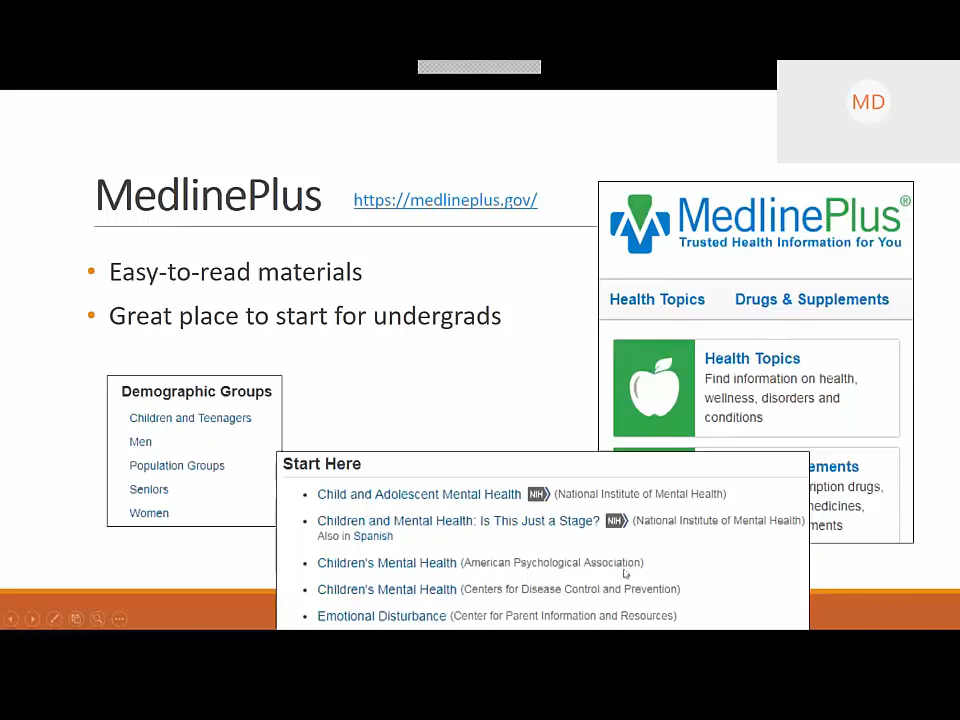 MD
MedlinePlus https://medlineplus.gov/
• Easy-to-read materials
• Great place to start for undergrads
MedlinePlus®
Trusted Health Information for You
Health Topics Drugs & Supplements
Health Topics
Find information on health,
wellness, disorders and
conditions
ements
ription drugs,
nedicines,
ments
Demographic Groups
Children and Teenagers
Men
Population Groups
Seniors
Women
Start Here
• Child and Adolescent Mental Health NIH (National Institute of Mental Health)
• Children and Mental Health: Is This Just a Stage? NIH (National Institute of Mental Health)
Also in Spanish
• Children's Mental Health (American Psychological Association)
• Children's Mental Health (Centers for Disease Control and Prevention)
• Emotional Disturbance (Center for Parent Information and Resources)